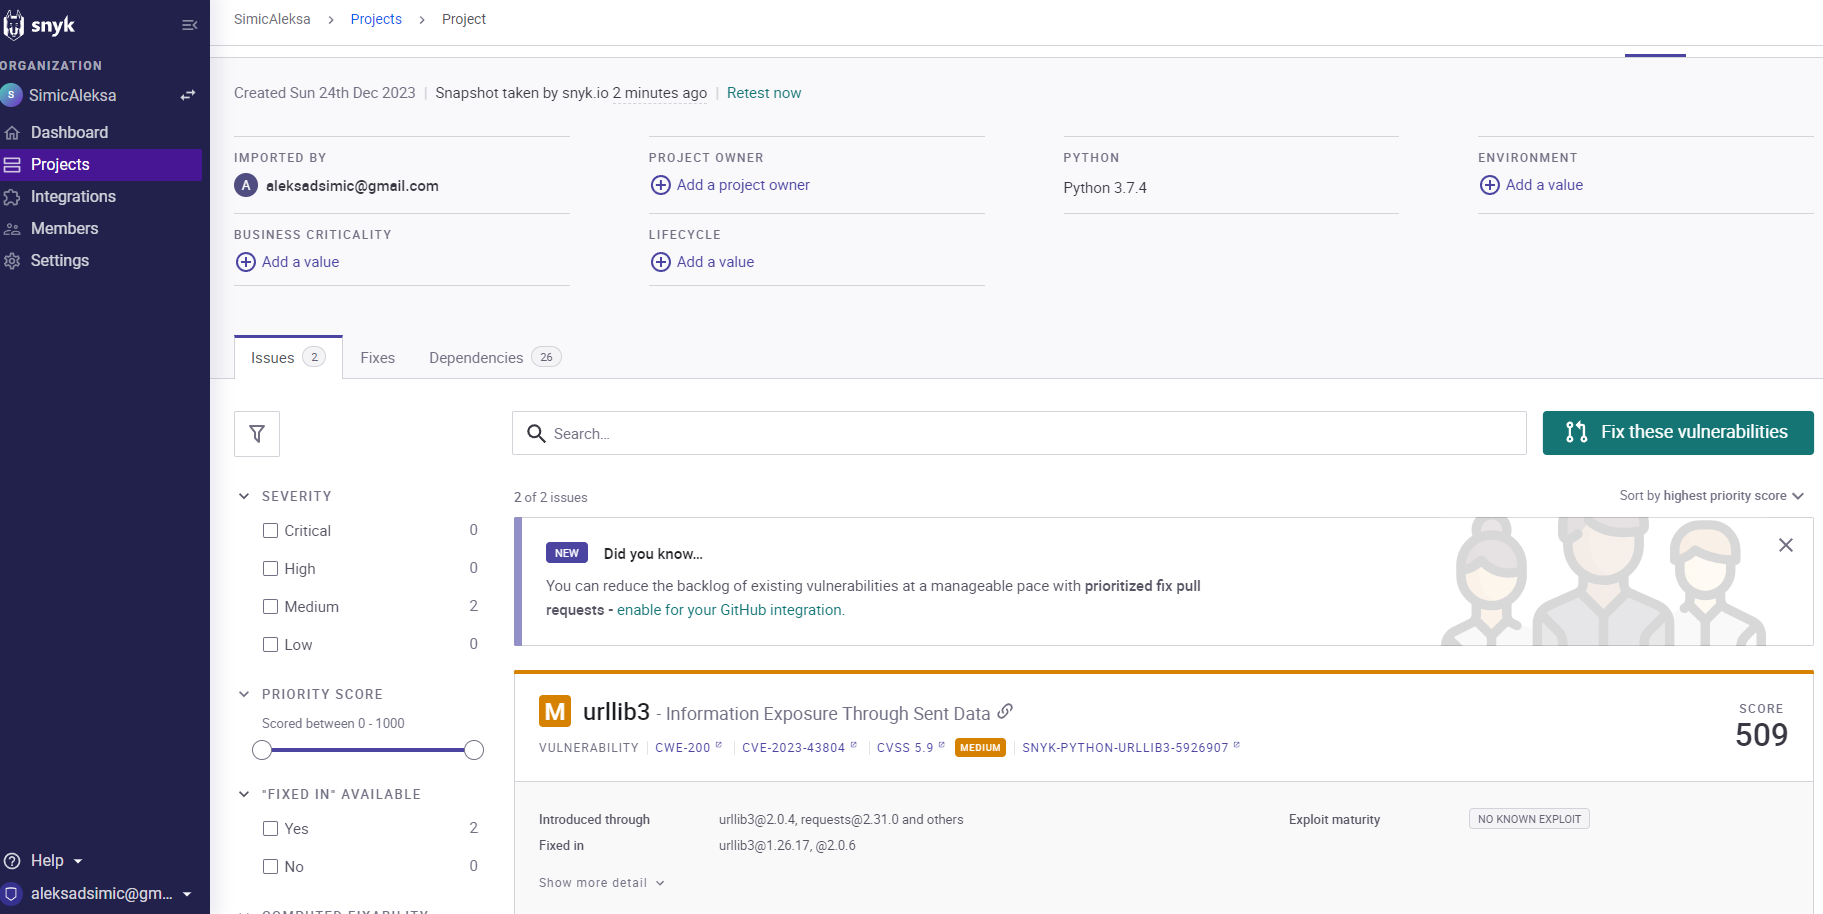 snyk
SimicAleksa > Projects > Project
ORGANIZATION
S SimicAleksa
Dashboard
Projects
Integrations
Members
Settings
Help
aleksadsimic@gm...
Created Sun 24th Dec 2023 | Snapshot taken by snyk.io 2 minutes ago | Retest now
IMPORTED BY
A aleksadsimic@gmail.com
PROJECT OWNER
Add a project owner
PYTHON
Python 3.7.4
ENVIRONMENT
Add a value
BUSINESS CRITICALITY
Add a value
LIFECYCLE
Add a value
Issues 2 Fixes Dependencies 26
Search...
Fix these vulnerabilities
SEVERITY
Critical 0
High 0
Medium 2
Low 0
PRIORITY SCORE
Scored between 0 - 1000
"FIXED IN" AVAILABLE
Yes 2
No 0
COMPUTED FIXABILITY
2 of 2 issues
Sort by highest priority score
NEW Did you know...
You can reduce the backlog of existing vulnerabilities at a manageable pace with prioritized fix pull
requests - enable for your GitHub integration.
M urllib3 - Information Exposure Through Sent Data
VULNERABILITY | CWE-200 | CVE-2023-43804 | CVSS 5.9 MEDIUM | SNYK-PYTHON-URLLIB3-5926907
SCORE
509
Introduced through urllib3@2.0.4, requests@2.31.0 and others
Fixed in urllib3@1.26.17, @2.0.6
Exploit maturity NO KNOWN EXPLOIT
Show more detail